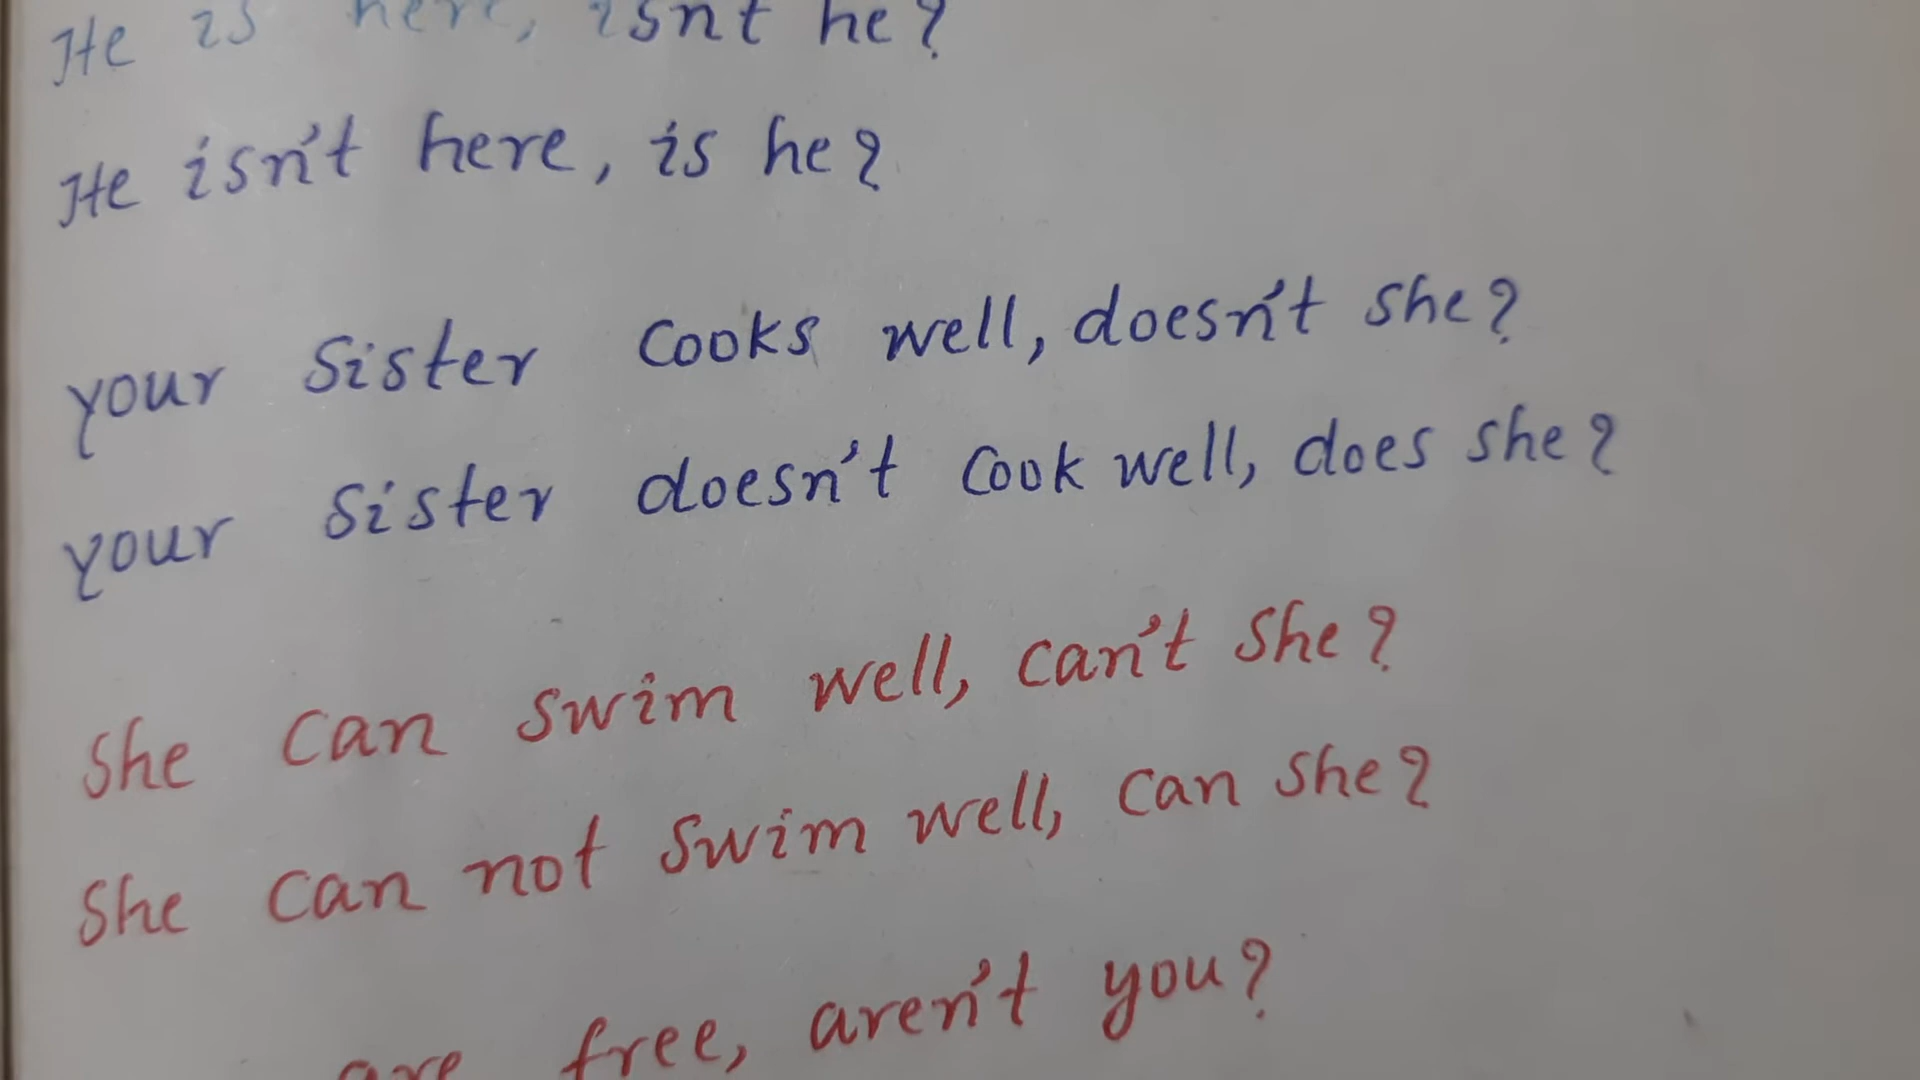 He is here, isnt he?
He isn't here, is he?
your Sister Cooks well, doesn't she?
your Sister doesn't Cook well, does she?
She can swim well, can't she?
She can not swim well, can she?
are free, aren't you?